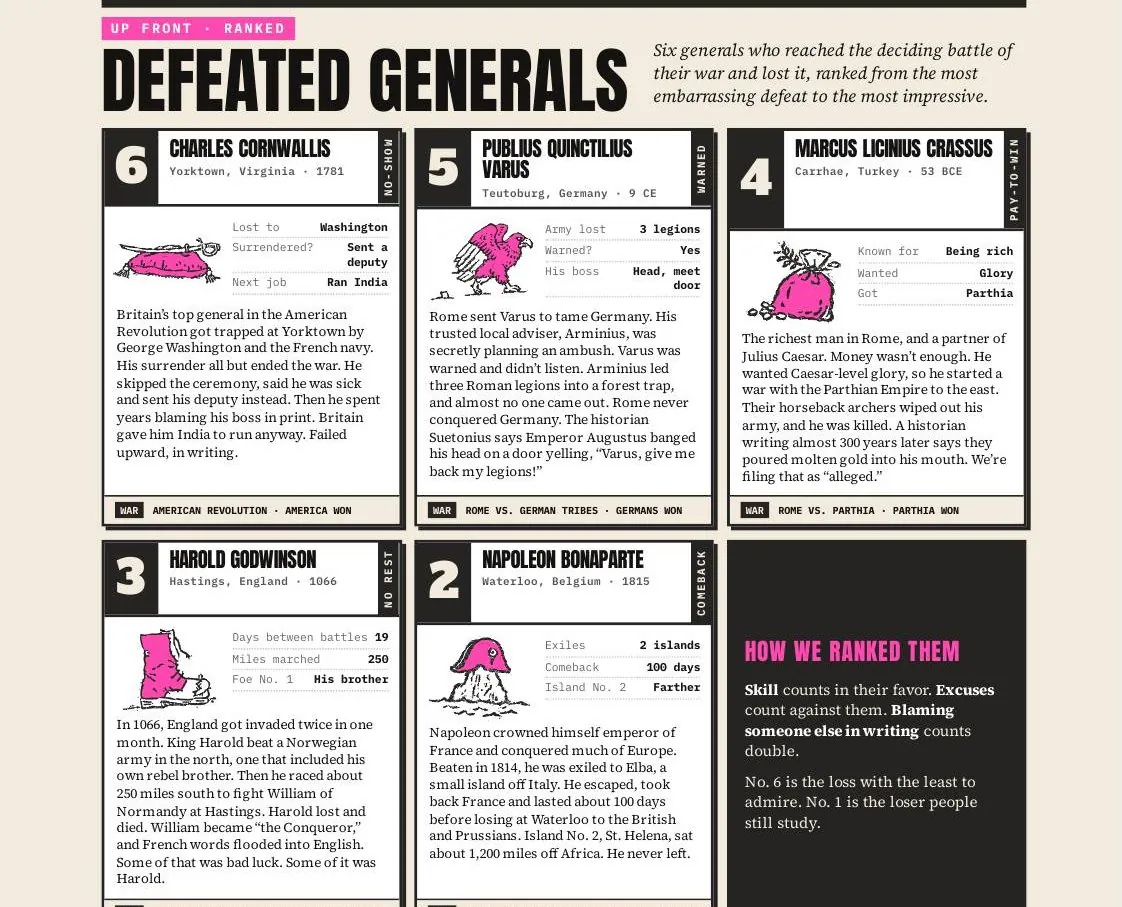 UP FRONT · RANKED
DEFEATED GENERALS
Six generals who reached the deciding battle of
their war and lost it, ranked from the most
embarrassing defeat to the most impressive.
6
CHARLES CORNWALLIS
Yorktown, Virginia · 1781
NO-SHOW
Lost to Washington
Surrendered? Sent a
deputy
Next job Ran India
Britain’s top general in the American
Revolution got trapped at Yorktown by
George Washington and the French navy.
His surrender all but ended the war. He
skipped the ceremony, said he was sick
and sent his deputy instead. Then he spent
years blaming his boss in print. Britain
gave him India to run anyway. Failed
upward, in writing.
WAR AMERICAN REVOLUTION · AMERICA WON
5
PUBLIUS QUINCTILIUS
VARUS
Teutoburg, Germany · 9 CE
WARNED
Army lost 3 legions
Warned? Yes
His boss Head, meet
door
Rome sent Varus to tame Germany. His
trusted local adviser, Arminius, was
secretly planning an ambush. Varus was
warned and didn’t listen. Arminius led
three Roman legions into a forest trap,
and almost no one came out. Rome never
conquered Germany. The historian
Suetonius says Emperor Augustus banged
his head on a door yelling, “Varus, give me
back my legions!”
WAR ROME VS. GERMAN TRIBES · GERMANS WON
4
MARCUS LICINIUS CRASSUS
Carrhae, Turkey · 53 BCE
PAY-TO-WIN
Known for Being rich
Wanted Glory
Got Parthia
The richest man in Rome, and a partner of
Julius Caesar. Money wasn’t enough. He
wanted Caesar-level glory, so he started a
war with the Parthian Empire to the east.
Their horseback archers wiped out his
army, and he was killed. A historian
writing almost 300 years later says they
poured molten gold into his mouth. We’re
filing that as “alleged.”
WAR ROME VS. PARTHIA · PARTHIA WON
3
HAROLD GODWINSON
Hastings, England · 1066
NO REST
Days between battles 19
Miles marched 250
Foe No. 1 His brother
In 1066, England got invaded twice in one
month. King Harold beat a Norwegian
army in the north, one that included his
own rebel brother. Then he raced about
250 miles south to fight William of
Normandy at Hastings. Harold lost and
died. William became “the Conqueror,”
and French words flooded into English.
Some of that was bad luck. Some of it was
Harold.
2
NAPOLEON BONAPARTE
Waterloo, Belgium · 1815
COMEBACK
Exiles 2 islands
Comeback 100 days
Island No. 2 Farther
Napoleon crowned himself emperor of
France and conquered much of Europe.
Beaten in 1814, he was exiled to Elba, a
small island off Italy. He escaped, took
back France and lasted about 100 days
before losing at Waterloo to the British
and Prussians. Island No. 2, St. Helena, sat
about 1,200 miles off Africa. He never left.
HOW WE RANKED THEM
Skill counts in their favor. Excuses
count against them. Blaming
someone else in writing counts
double.
No. 6 is the loss with the least to
admire. No. 1 is the loser people
still study.